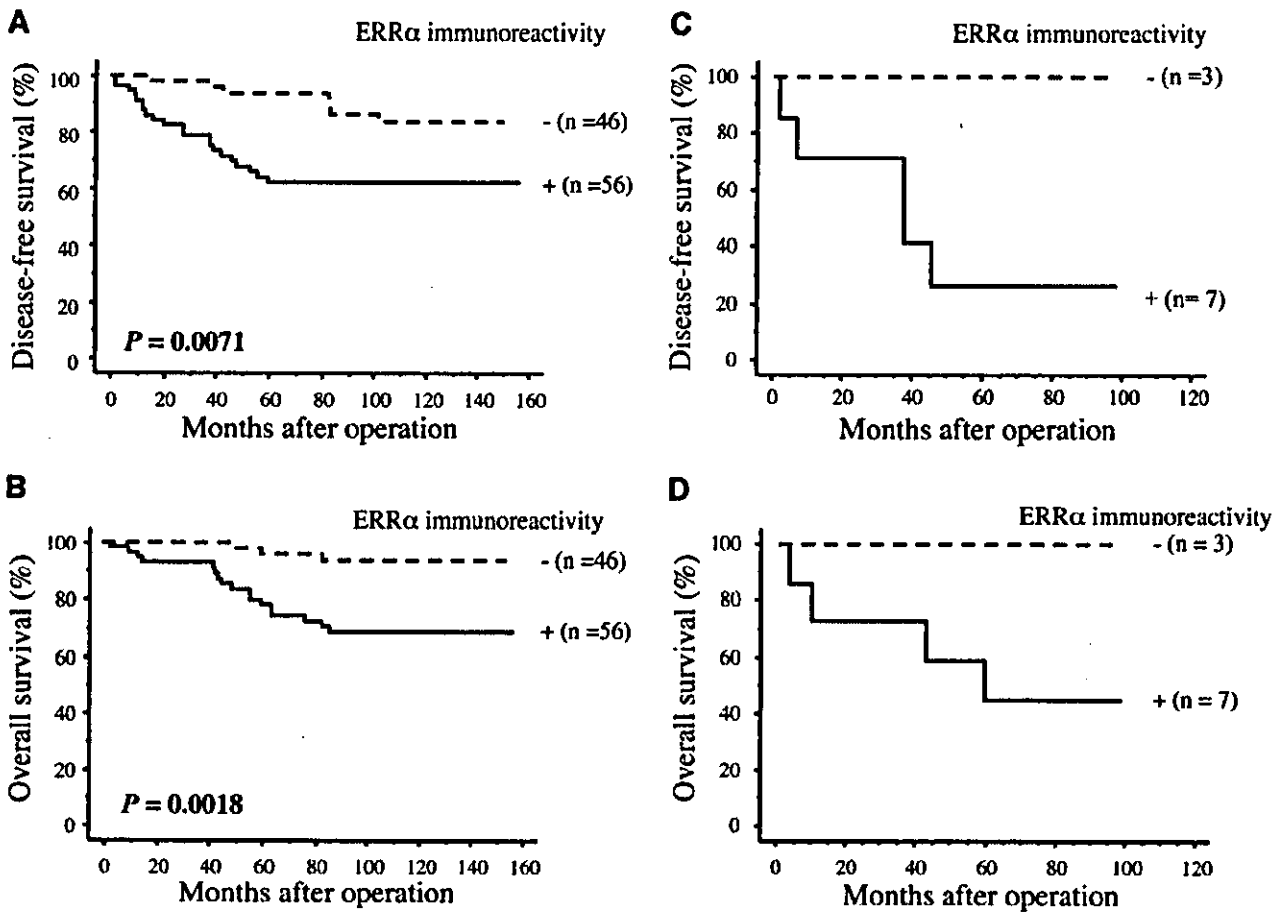 A
ERRα immunoreactivity
Disease-free survival (%)
100
80
60
40
20
0
- (n =46)
+ (n =56)
P = 0.0071
0 20 40 60 80 100 120 140 160
Months after operation
C
ERRα immunoreactivity
Disease-free survival (%)
100
80
60
40
20
0
- (n =3)
+ (n= 7)
0 20 40 60 80 100 120
Months after operation
B
ERRα immunoreactivity
Overall survival (%)
100
80
60
40
20
0
- (n =46)
+ (n =56)
P = 0.0018
0 20 40 60 80 100 120 140 160
Months after operation
D
ERRα immunoreactivity
Overall survival (%)
100
80
60
40
20
0
- (n = 3)
+ (n = 7)
0 20 40 60 80 100 120
Months after operation